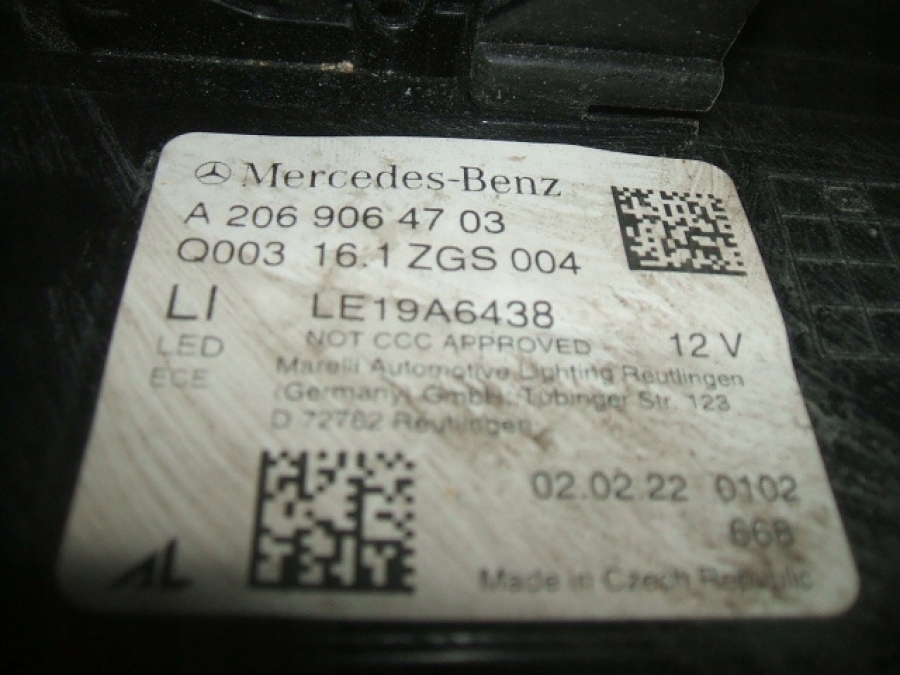 Mercedes-Benz
A 206 906 47 03
Q003 16.1 ZGS 004
LI LE19A6438
LED NOT CCC APPROVED 12 V
ECE Marelli Automotive Lighting Reutlingen
(Germany) GmbH, Tübinger Str. 123
D 72762 Reutlingen
02.02.22 0102
668
AL Made in Czech Republic